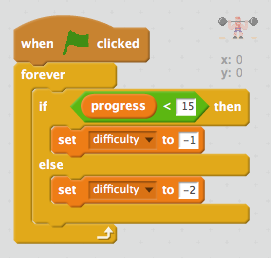 when clicked
x: 0
y: 0
forever
if progress < 15 then
set difficulty to -1
else
set difficulty to -2